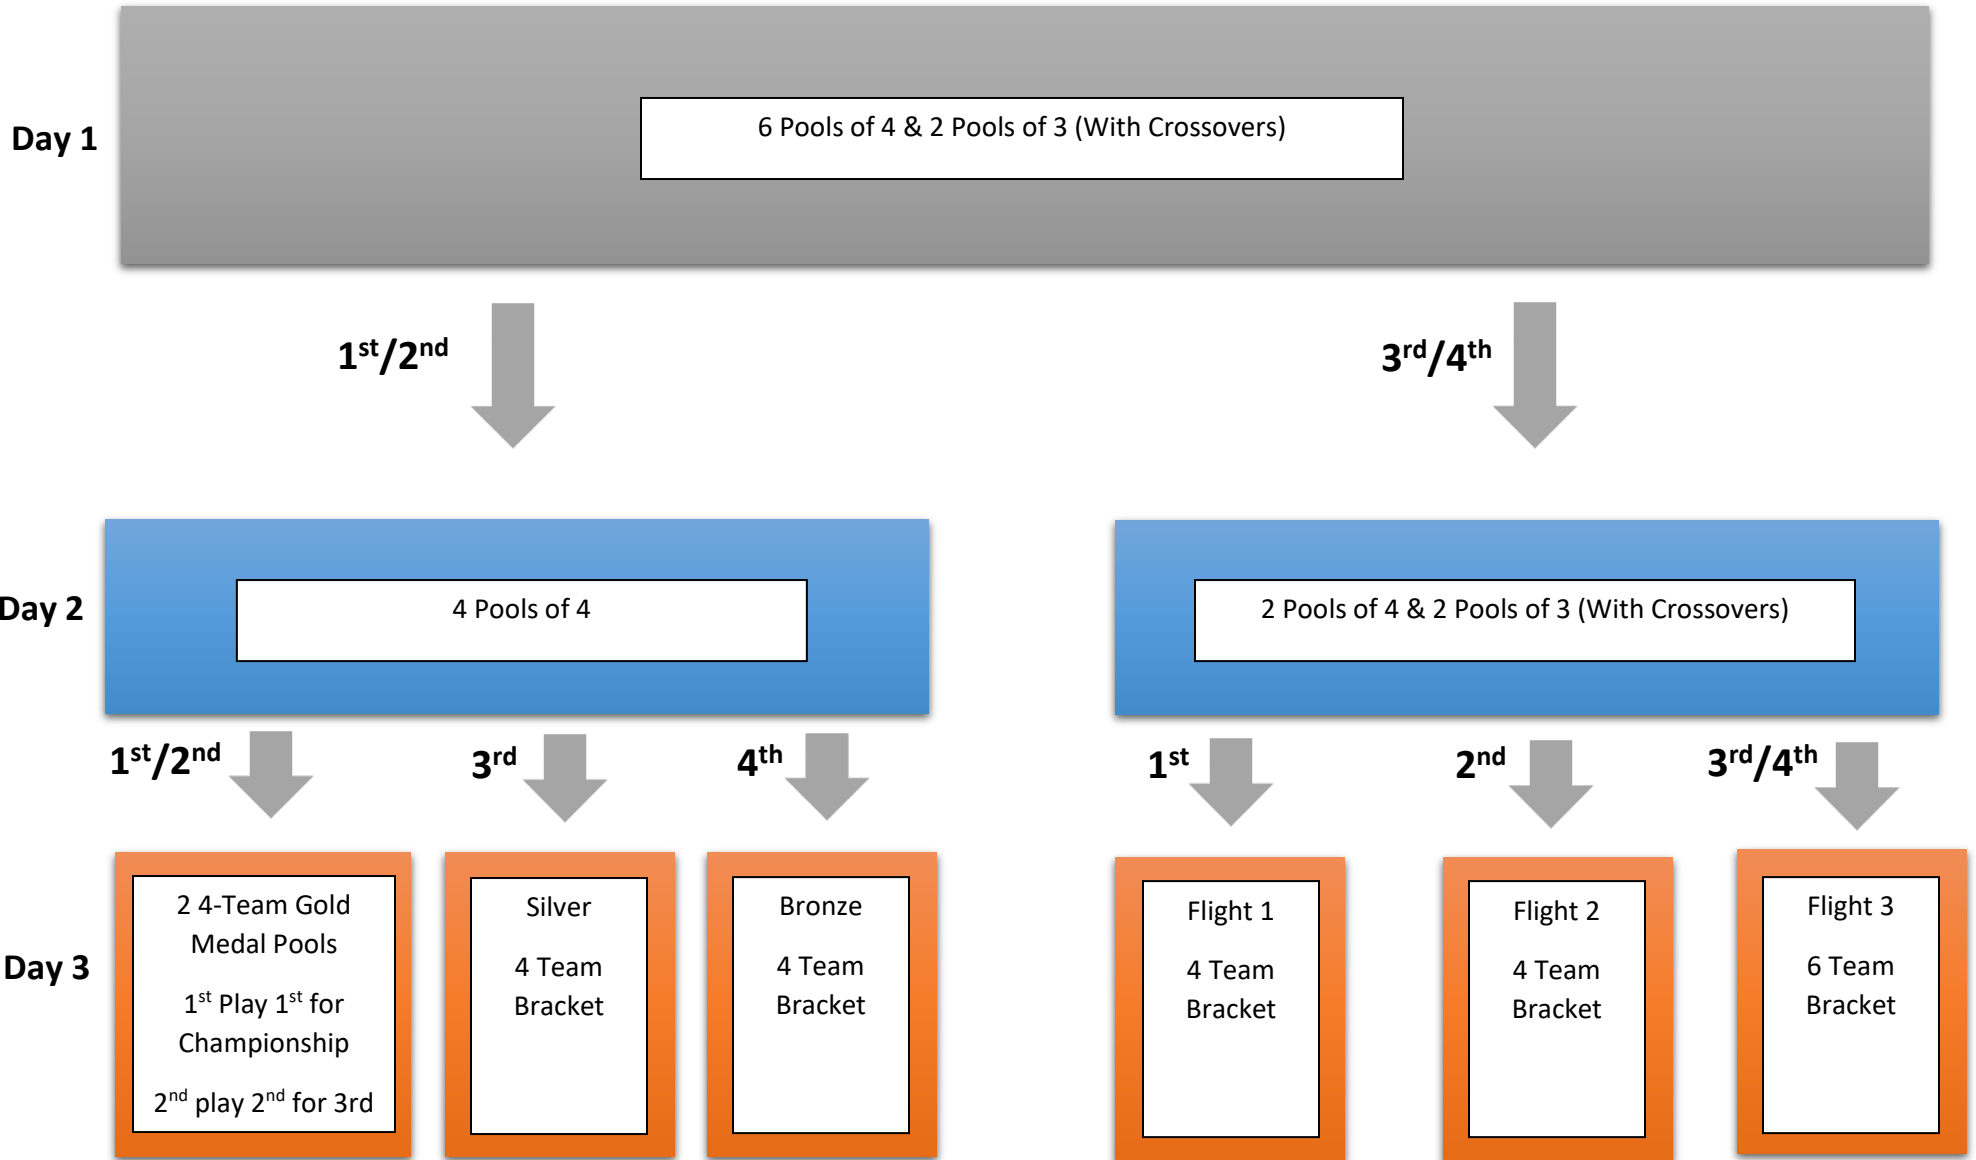 Day 1
6 Pools of 4 & 2 Pools of 3 (With Crossovers)
1st/2nd
3rd/4th
Day 2
4 Pools of 4
2 Pools of 4 & 2 Pools of 3 (With Crossovers)
1st/2nd
3rd
4th
1st
2nd
3rd/4th
Day 3
2 4-Team Gold
Medal Pools
1st Play 1st for
Championship
2nd play 2nd for 3rd
Silver
4 Team
Bracket
Bronze
4 Team
Bracket
Flight 1
4 Team
Bracket
Flight 2
4 Team
Bracket
Flight 3
6 Team
Bracket